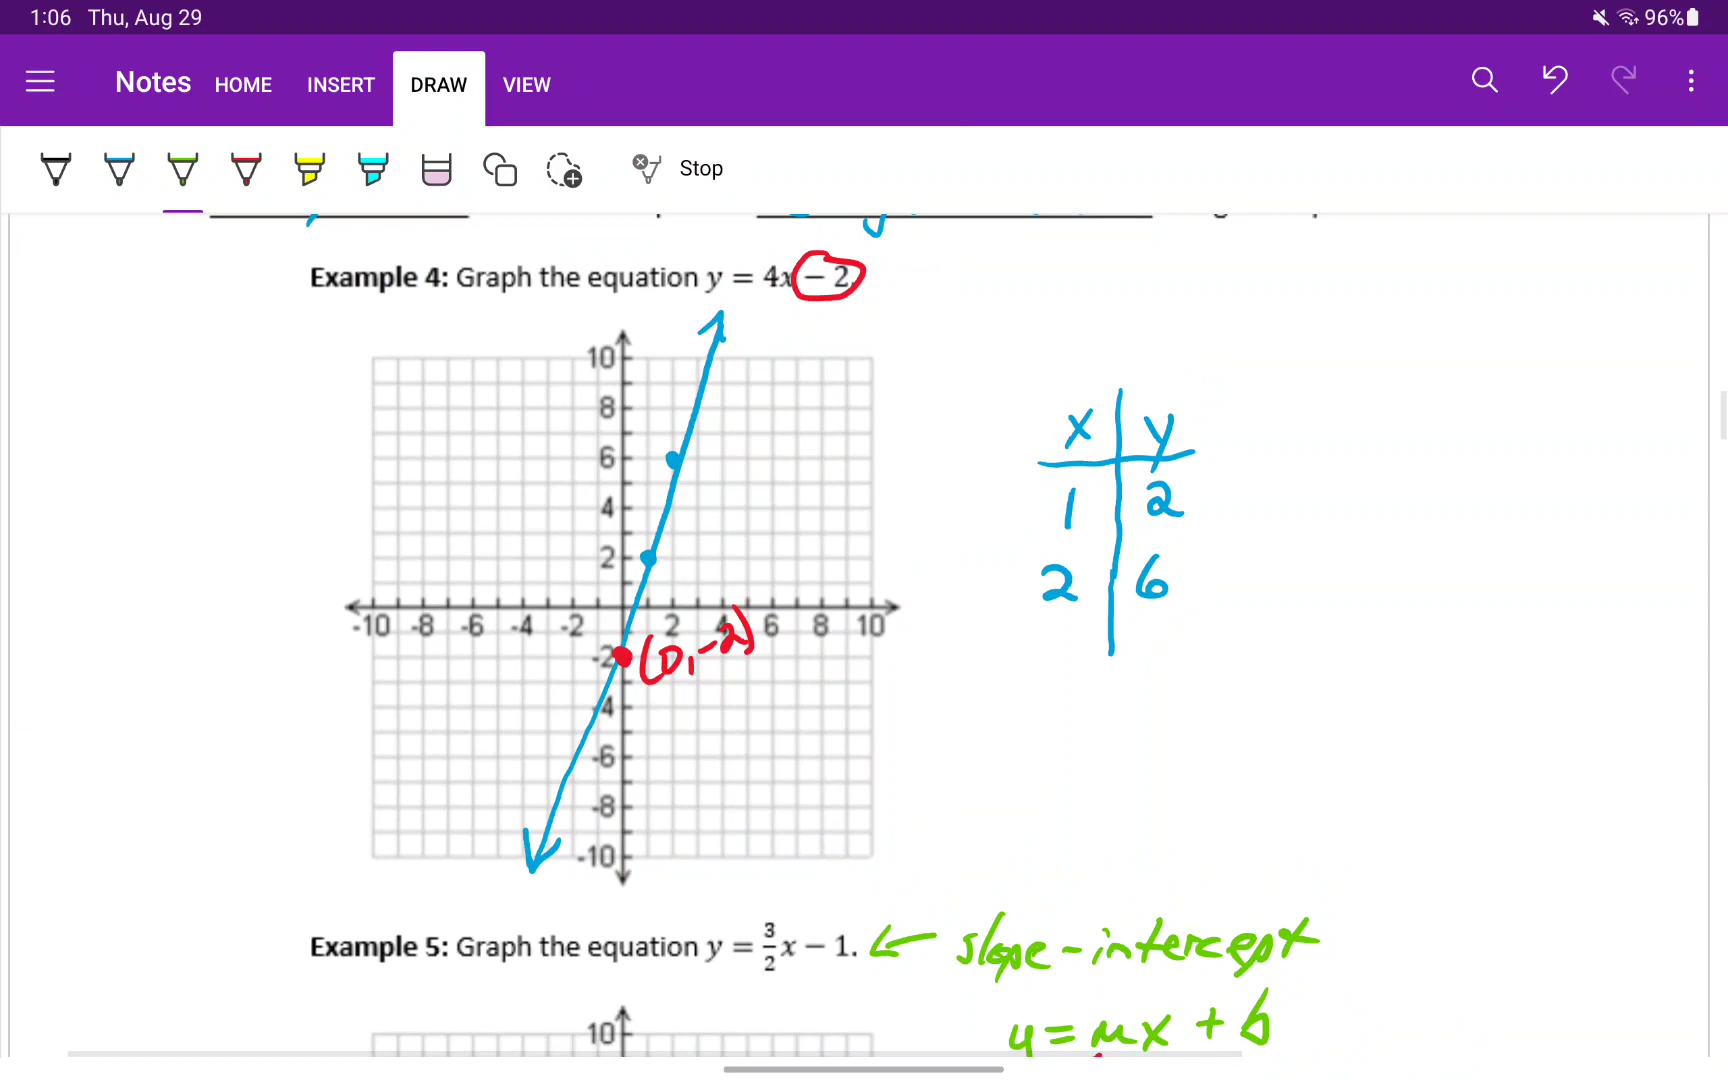 1:06 Thu, Aug 29 96%
Notes HOME INSERT DRAW VIEW
Stop
Example 4: Graph the equation y = 4x − 2.
10
8
6
4
2
-10 -8 -6 -4 -2 2 4 6 8 10
-2
(0, -2)
-4
-6
-8
-10
x y
1 2
2 6
Example 5: Graph the equation y = 3/2 x − 1. ← slope-intercept
y = mx + b
10